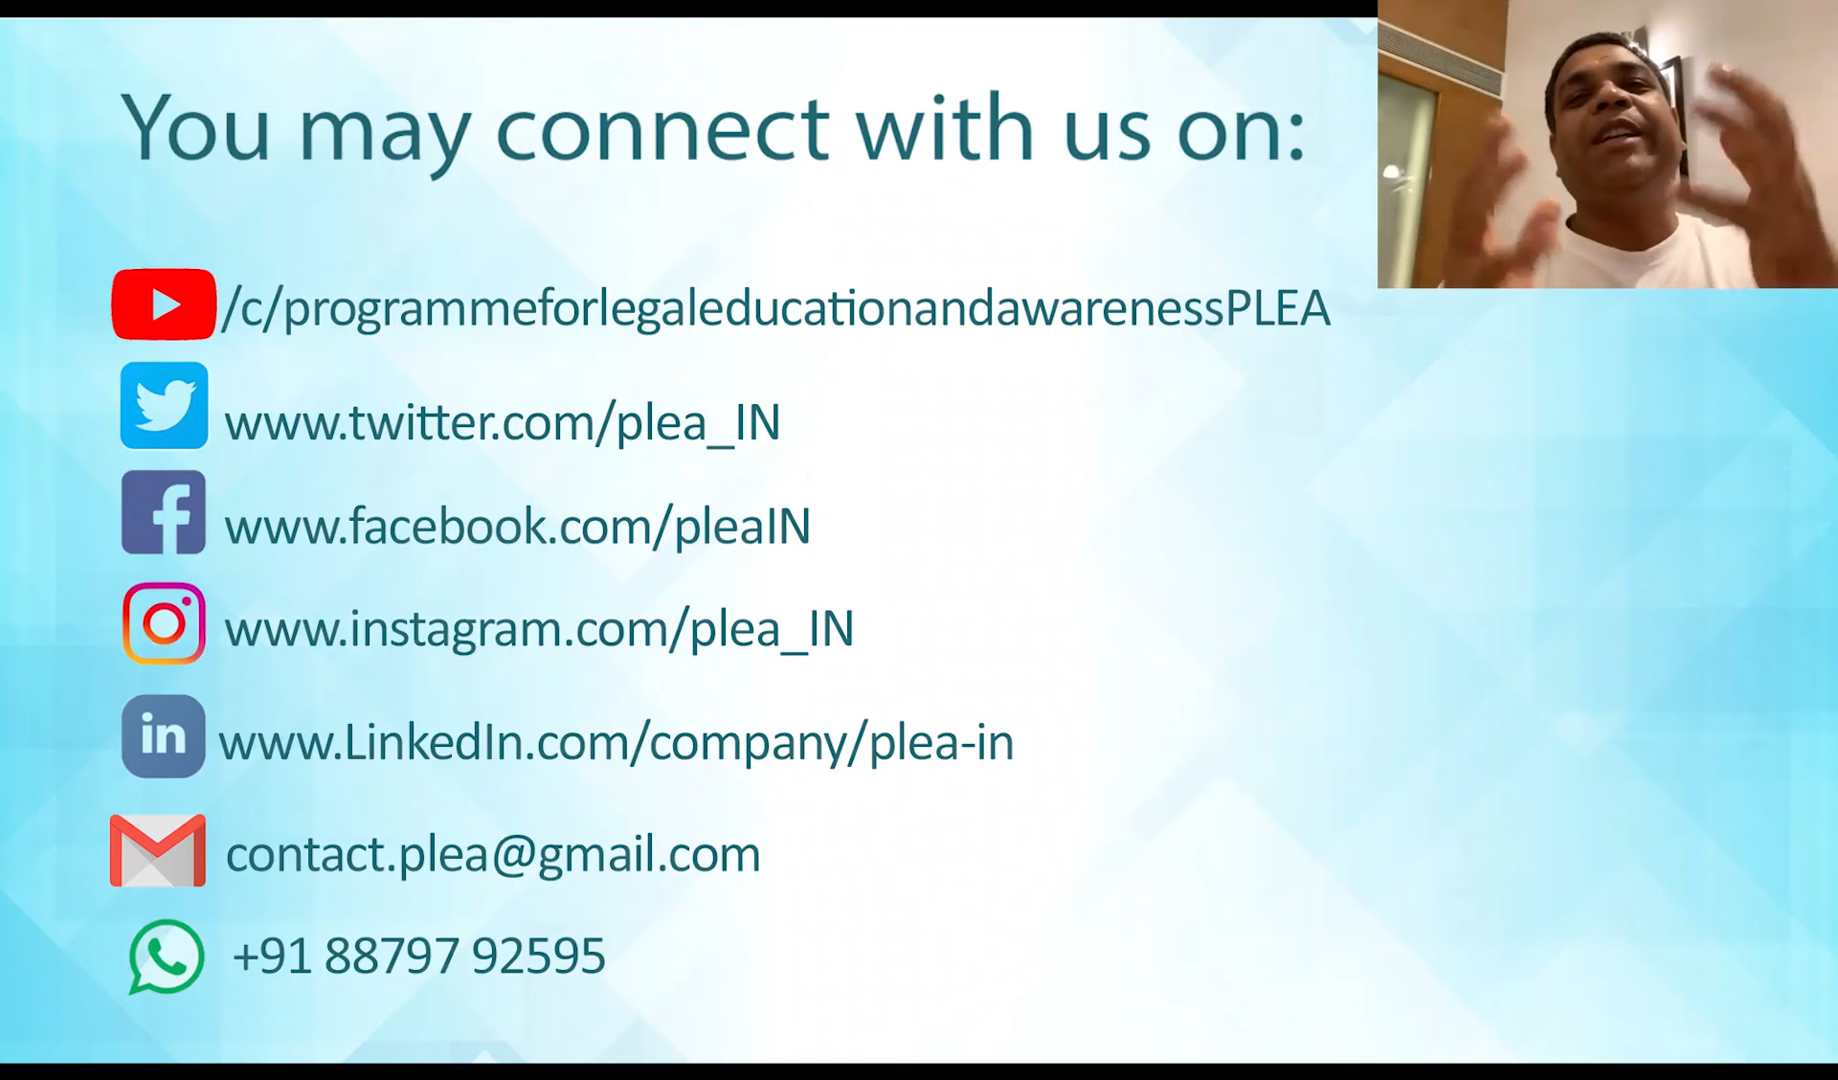 You may connect with us on:
/c/programmeforlegaleducationandawarenessPLEA
www.twitter.com/plea_IN
www.facebook.com/pleaIN
www.instagram.com/plea_IN
in www.LinkedIn.com/company/plea-in
contact.plea@gmail.com
+91 88797 92595